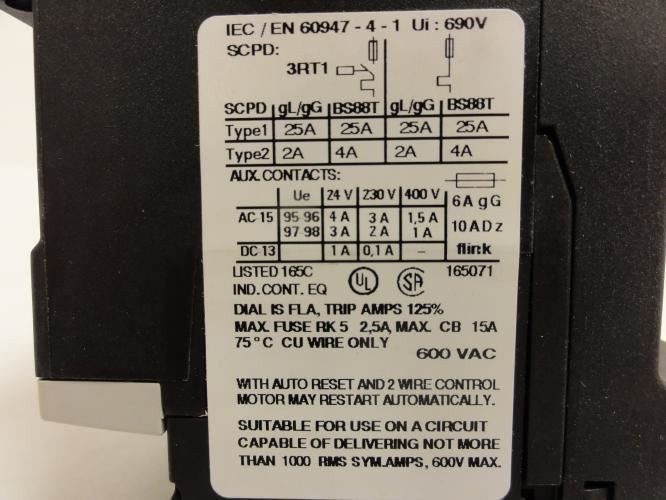 IEC / EN 60947 - 4 - 1 Ui : 690V
SCPD:
3RT1
SCPD gL/gG BS88T gL/gG BS88T
Type1 25A 25A 25A 25A
Type2 2A 4A 2A 4A
AUX. CONTACTS:
Ue 24 V 230 V 400 V
6 A gG
AC 15 95-96 4 A 3 A 1,5 A
97-98 3 A 2 A 1 A
10 A Dz
DC 13 1 A 0,1 A –
flink
LISTED 165C UL SA 165071
IND. CONT. EQ
DIAL IS FLA, TRIP AMPS 125%
MAX. FUSE RK 5 2,5A, MAX. CB 15A
75°C CU WIRE ONLY
600 VAC
WITH AUTO RESET AND 2 WIRE CONTROL
MOTOR MAY RESTART AUTOMATICALLY.
SUITABLE FOR USE ON A CIRCUIT
CAPABLE OF DELIVERING NOT MORE
THAN 1000 RMS SYM.AMPS, 600V MAX.